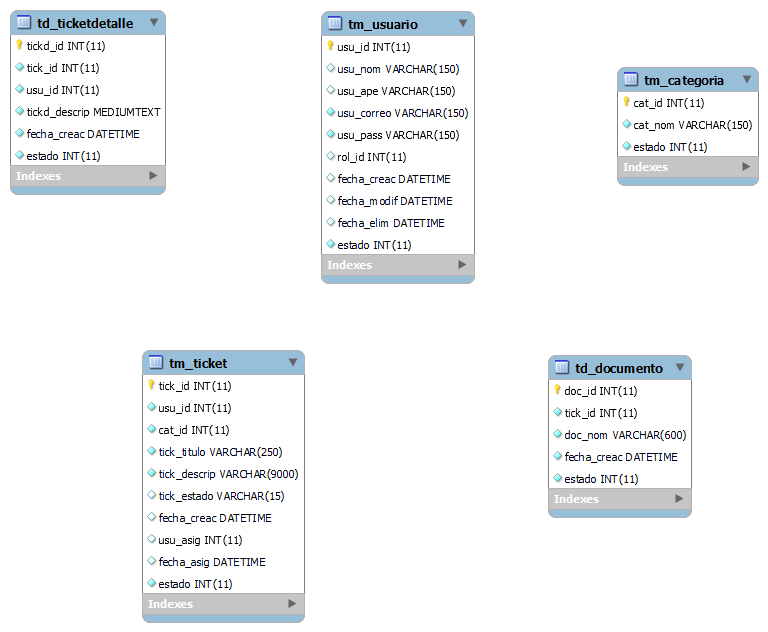 td_ticketdetalle
tickd_id INT(11)
tick_id INT(11)
usu_id INT(11)
tickd_descrip MEDIUMTEXT
fecha_creac DATETIME
estado INT(11)
Indexes
tm_usuario
usu_id INT(11)
usu_nom VARCHAR(150)
usu_ape VARCHAR(150)
usu_correo VARCHAR(150)
usu_pass VARCHAR(150)
rol_id INT(11)
fecha_creac DATETIME
fecha_modif DATETIME
fecha_elim DATETIME
estado INT(11)
Indexes
tm_categoria
cat_id INT(11)
cat_nom VARCHAR(150)
estado INT(11)
Indexes
tm_ticket
tick_id INT(11)
usu_id INT(11)
cat_id INT(11)
tick_titulo VARCHAR(250)
tick_descrip VARCHAR(9000)
tick_estado VARCHAR(15)
fecha_creac DATETIME
usu_asig INT(11)
fecha_asig DATETIME
estado INT(11)
Indexes
td_documento
doc_id INT(11)
tick_id INT(11)
doc_nom VARCHAR(600)
fecha_creac DATETIME
estado INT(11)
Indexes